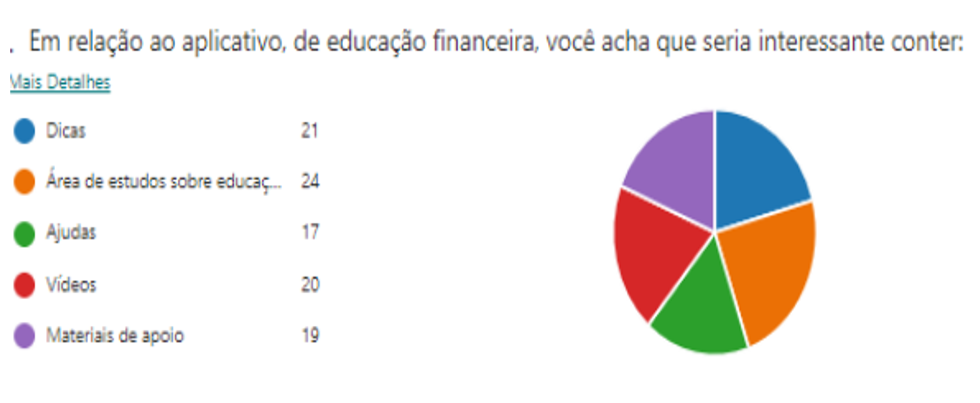 . Em relação ao aplicativo, de educação financeira, você acha que seria interessante conter:
Mais Detalhes
Dicas 21
Área de estudos sobre educaç... 24
Ajudas 17
Vídeos 20
Materiais de apoio 19